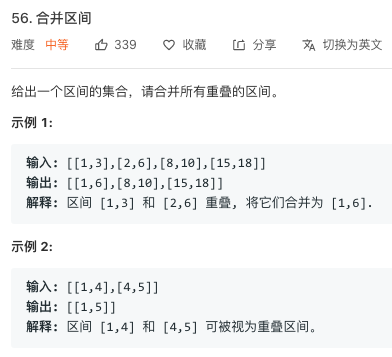 56. 合并区间
难度 中等 339 收藏 分享 切换为英文
给出一个区间的集合，请合并所有重叠的区间。
示例 1:
输入: [[1,3],[2,6],[8,10],[15,18]]
输出: [[1,6],[8,10],[15,18]]
解释: 区间 [1,3] 和 [2,6] 重叠, 将它们合并为 [1,6].
示例 2:
输入: [[1,4],[4,5]]
输出: [[1,5]]
解释: 区间 [1,4] 和 [4,5] 可被视为重叠区间。